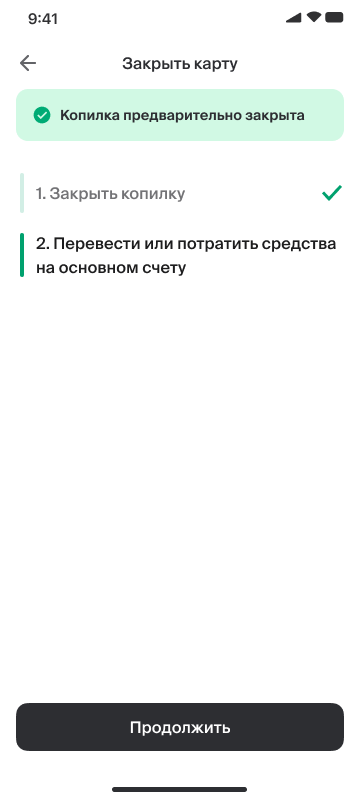 9:41
Закрыть карту
Копилка предварительно закрыта
1. Закрыть копилку
2. Перевести или потратить средства
на основном счету
Продолжить